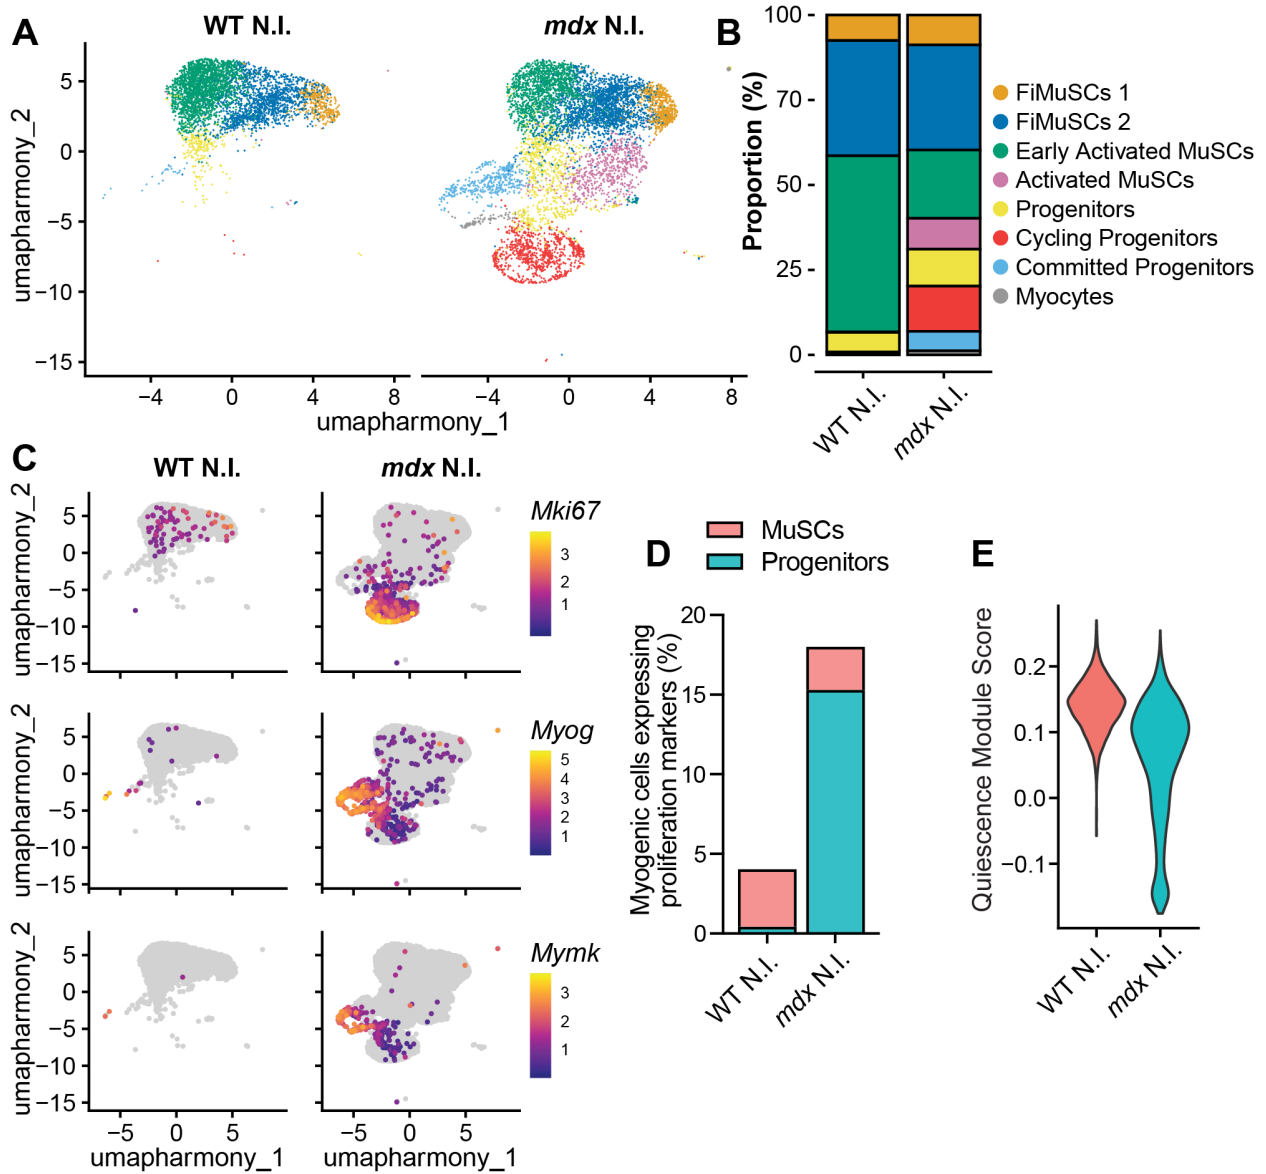 A
WT N.I.
mdx N.I.
umapharmony_2
5
0
−5
−10
−15
−4
0
4
8
−4
0
4
8
umapharmony_1
B
Proportion (%)
100
70
50
25
0
WT N.I.
mdx N.I.
FiMuSCs 1
FiMuSCs 2
Early Activated MuSCs
Activated MuSCs
Progenitors
Cycling Progenitors
Committed Progenitors
Myocytes
C
WT N.I.
mdx N.I.
umapharmony_2
5
0
−5
−10
−15
Mki67
3
2
1
umapharmony_2
5
0
−5
−10
−15
Myog
5
4
3
2
1
umapharmony_2
5
0
−5
−10
−15
Mymk
3
2
1
−5
0
5
−5
0
5
umapharmony_1
umapharmony_1
D
MuSCs
Progenitors
Myogenic cells expressing
proliferation markers (%)
20
15
10
5
0
WT N.I.
mdx N.I.
E
Quiescence Module Score
0.2
0.1
0.0
−0.1
WT N.I.
mdx N.I.